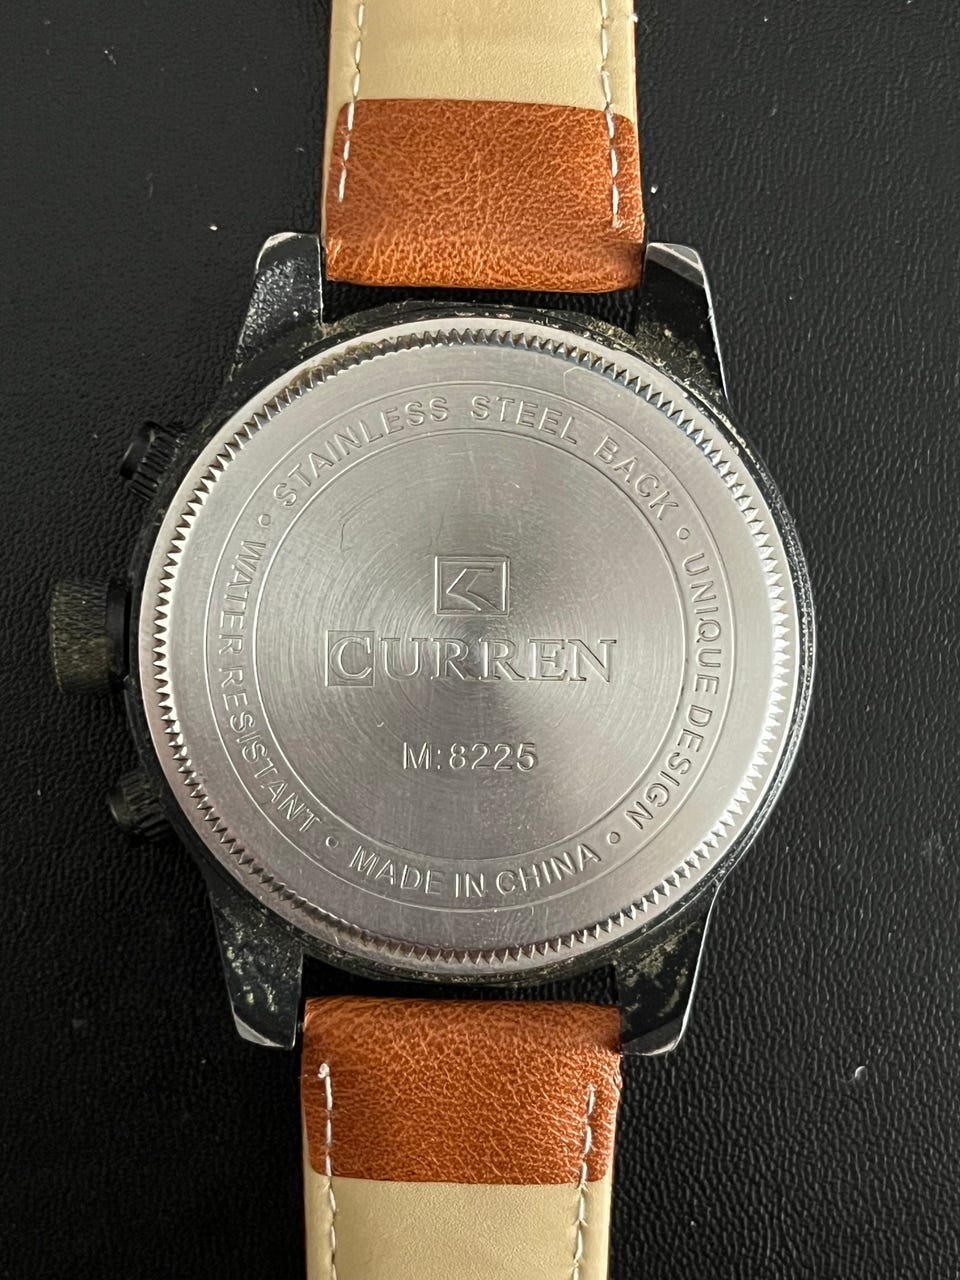 STAINLESS STEEL BACK • UNIQUE DESIGN • MADE IN CHINA • WATER RESISTANT •
CURREN
M:8225